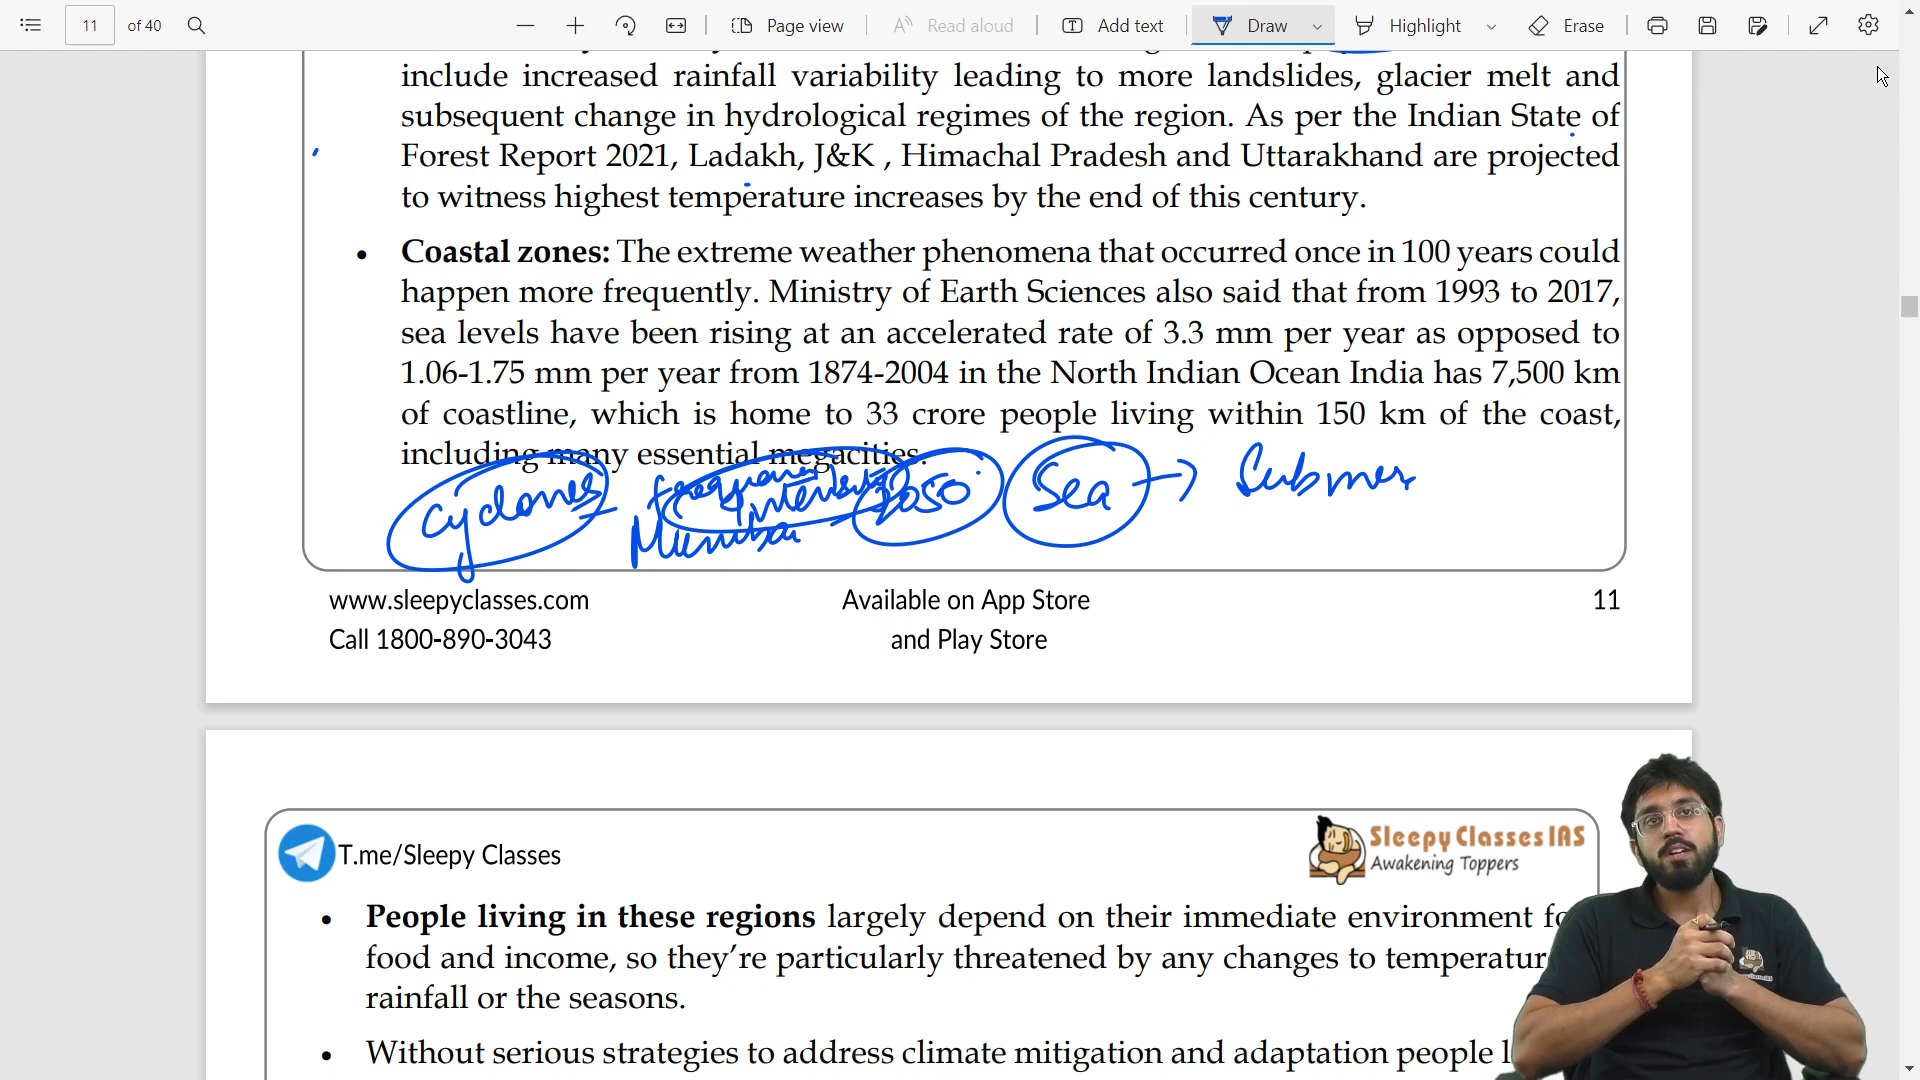 11 of 40 Page view Read aloud Add text Draw Highlight Erase
include increased rainfall variability leading to more landslides, glacier melt and
subsequent change in hydrological regimes of the region. As per the Indian State of
Forest Report 2021, Ladakh, J&K , Himachal Pradesh and Uttarakhand are projected
to witness highest temperature increases by the end of this century.
• Coastal zones: The extreme weather phenomena that occurred once in 100 years could
happen more frequently. Ministry of Earth Sciences also said that from 1993 to 2017,
sea levels have been rising at an accelerated rate of 3.3 mm per year as opposed to
1.06-1.75 mm per year from 1874-2004 in the North Indian Ocean India has 7,500 km
of coastline, which is home to 33 crore people living within 150 km of the coast,
including many essential megacities.
Cyclones 2050 Sea → Submer
Mumbai
www.sleepyclasses.com Available on App Store 11
Call 1800-890-3043 and Play Store
T.me/Sleepy Classes Sleepy Classes IAS
Awakening Toppers
• People living in these regions largely depend on their immediate environment
food and income, so they're particularly threatened by any changes to
rainfall or the seasons.
• Without serious strategies to address climate mitigation and adaptation people